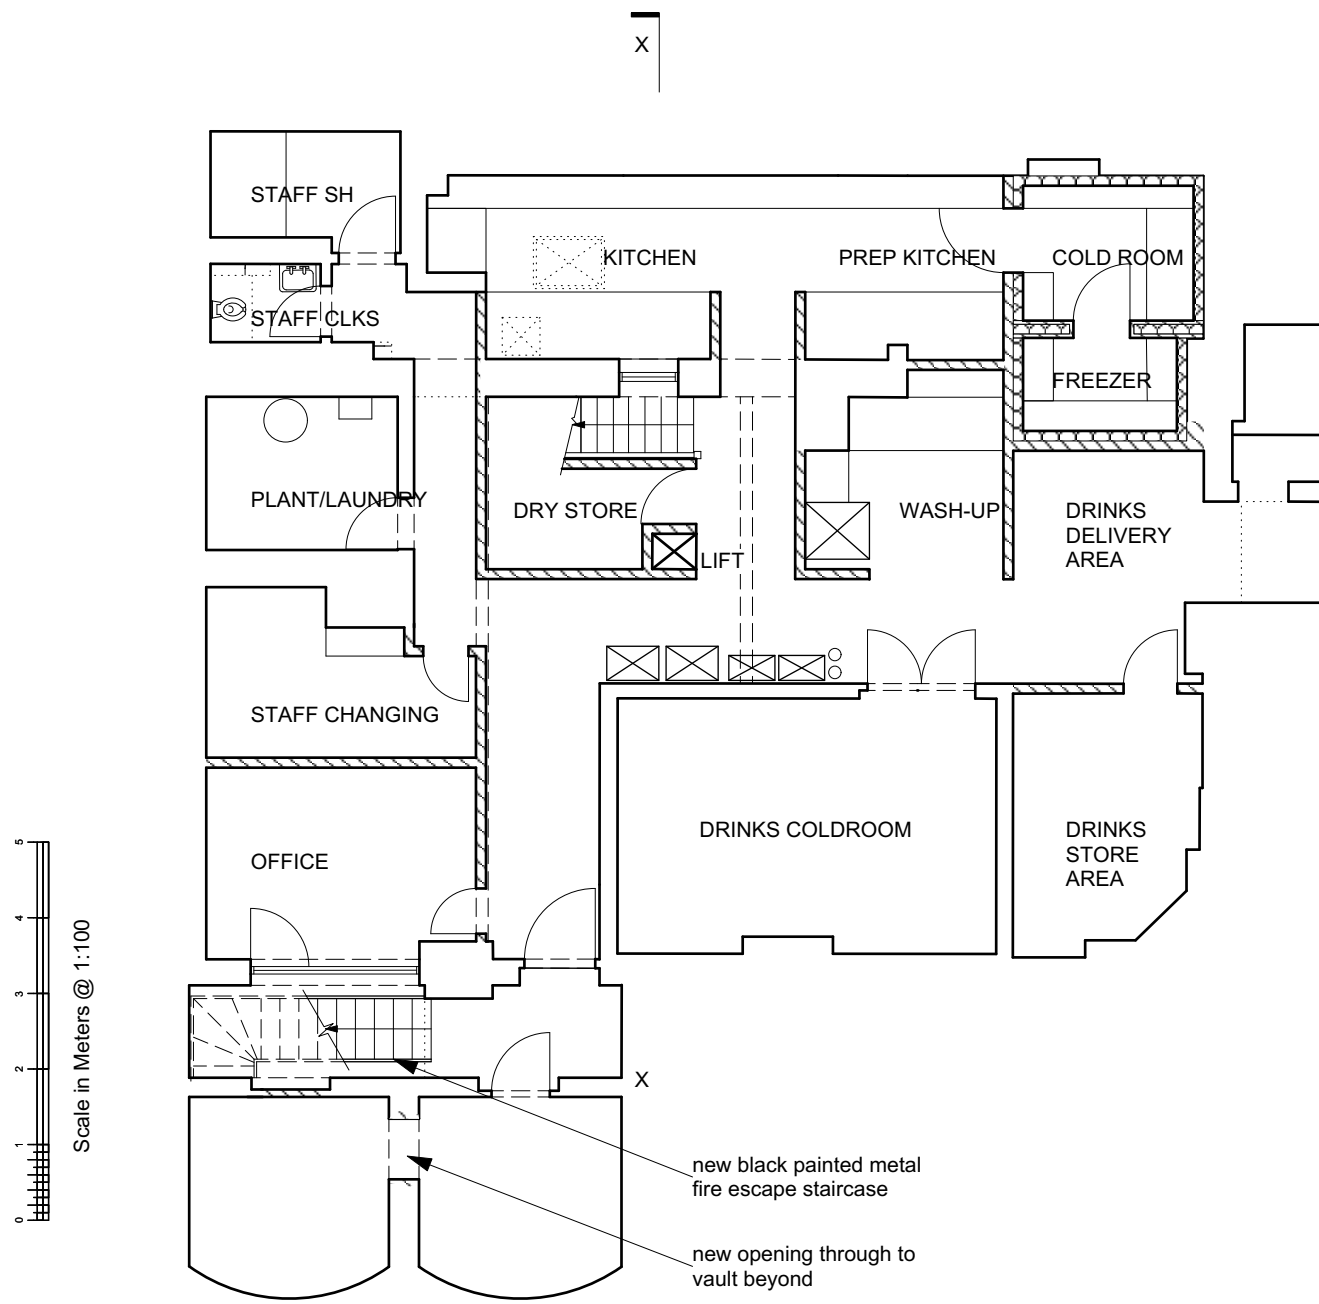 X
STAFF SH
KITCHEN
PREP KITCHEN
COLD ROOM
STAFF CLKS
FREEZER
PLANT/LAUNDRY
DRY STORE
WASH-UP
DRINKS
DELIVERY
AREA
LIFT
STAFF CHANGING
DRINKS COLDROOM
DRINKS
STORE
AREA
OFFICE
5
4
3
2
1
0
Scale in Meters @ 1:100
X
new black painted metal
fire escape staircase
new opening through to
vault beyond